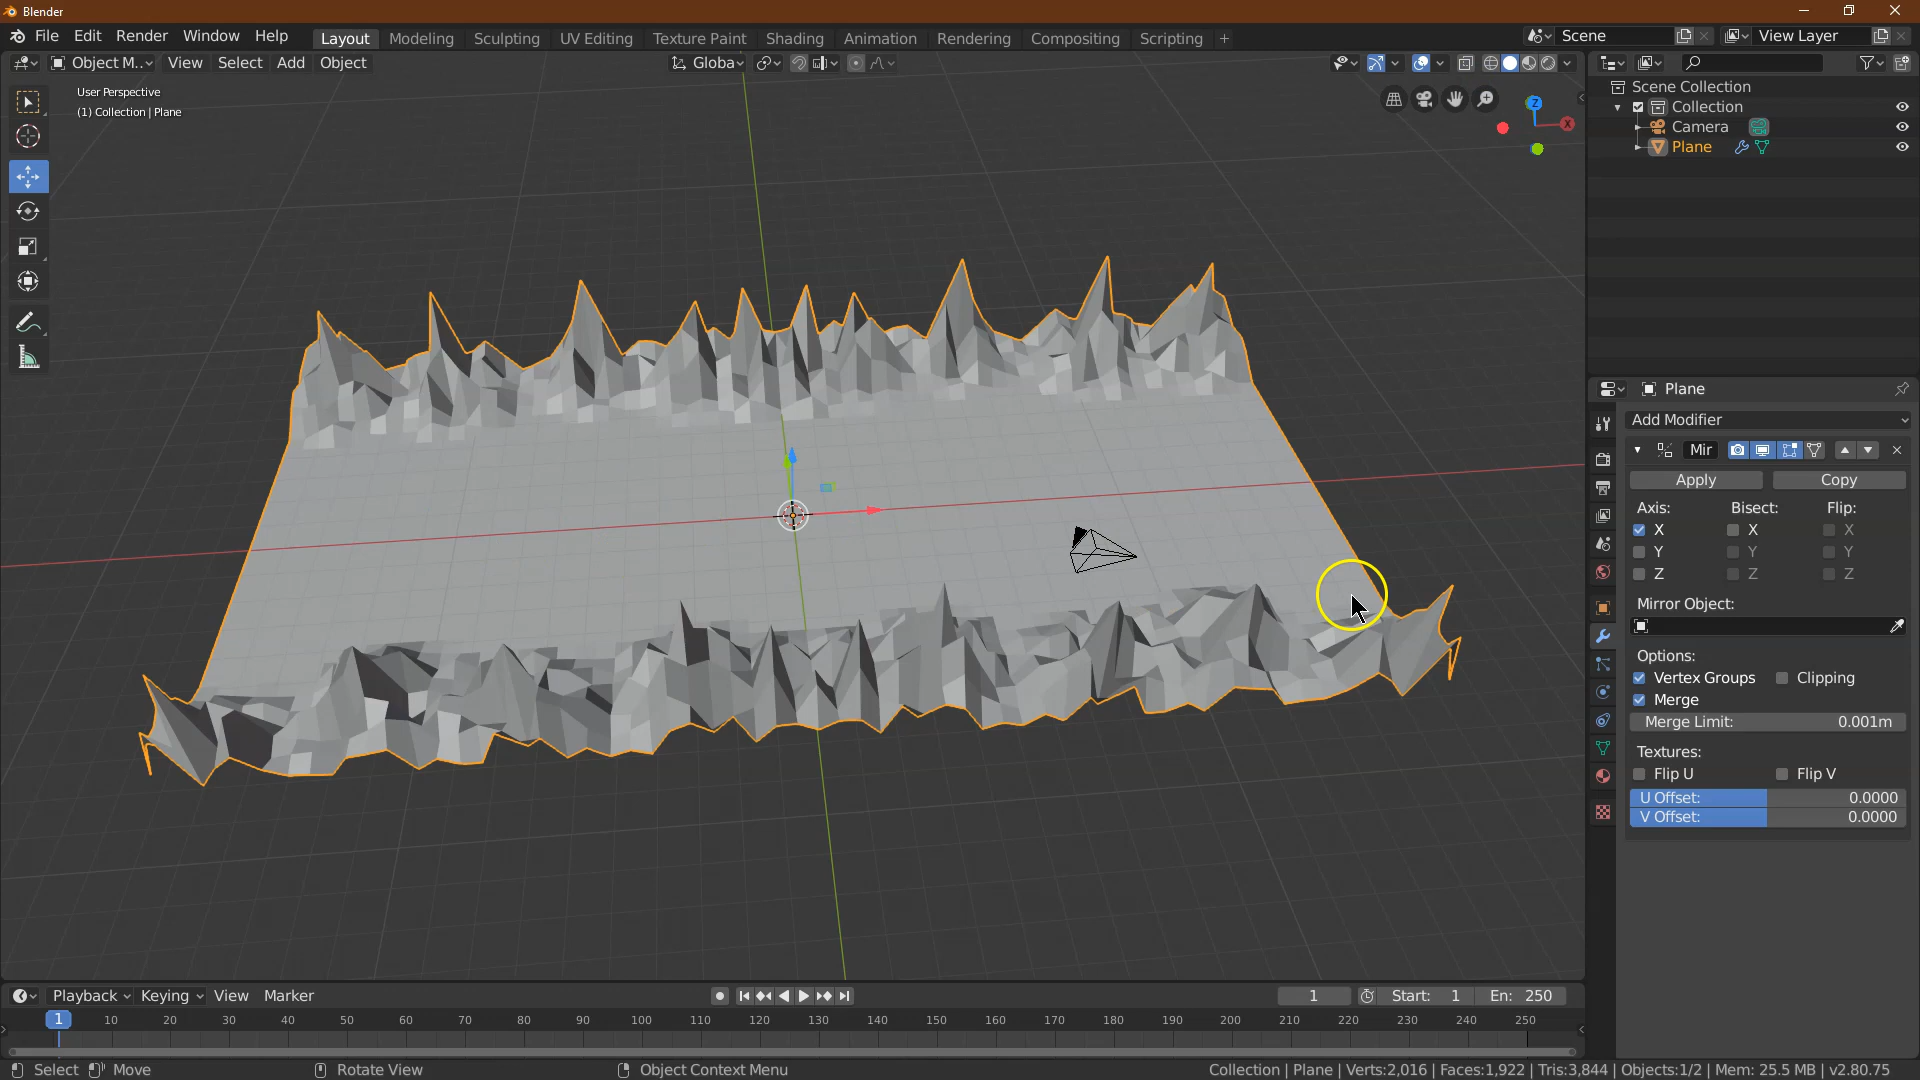 Blender
File Edit Render Window Help
Layout Modeling Sculpting UV Editing Texture Paint Shading Animation Rendering Compositing Scripting +
Scene
View Layer
Object M..
View Select Add Object
Globa
User Perspective
(1) Collection | Plane
Z
X
Scene Collection
Collection
Camera
Plane
Plane
Add Modifier
Mir
Apply Copy
Axis: Bisect: Flip:
X X X
Y Y Y
Z Z Z
Mirror Object:
Options:
Vertex Groups Clipping
Merge
Merge Limit: 0.001m
Textures:
Flip U Flip V
U Offset: 0.0000
V Offset: 0.0000
Playback Keying View Marker
1 Start: 1 En: 250
1 10 20 30 40 50 60 70 80 90 100 110 120 130 140 150 160 170 180 190 200 210 220 230 240 250
Select Move Rotate View Object Context Menu
Collection | Plane | Verts:2,016 | Faces:1,922 | Tris:3,844 | Objects:1/2 | Mem: 25.5 MB | v2.80.75